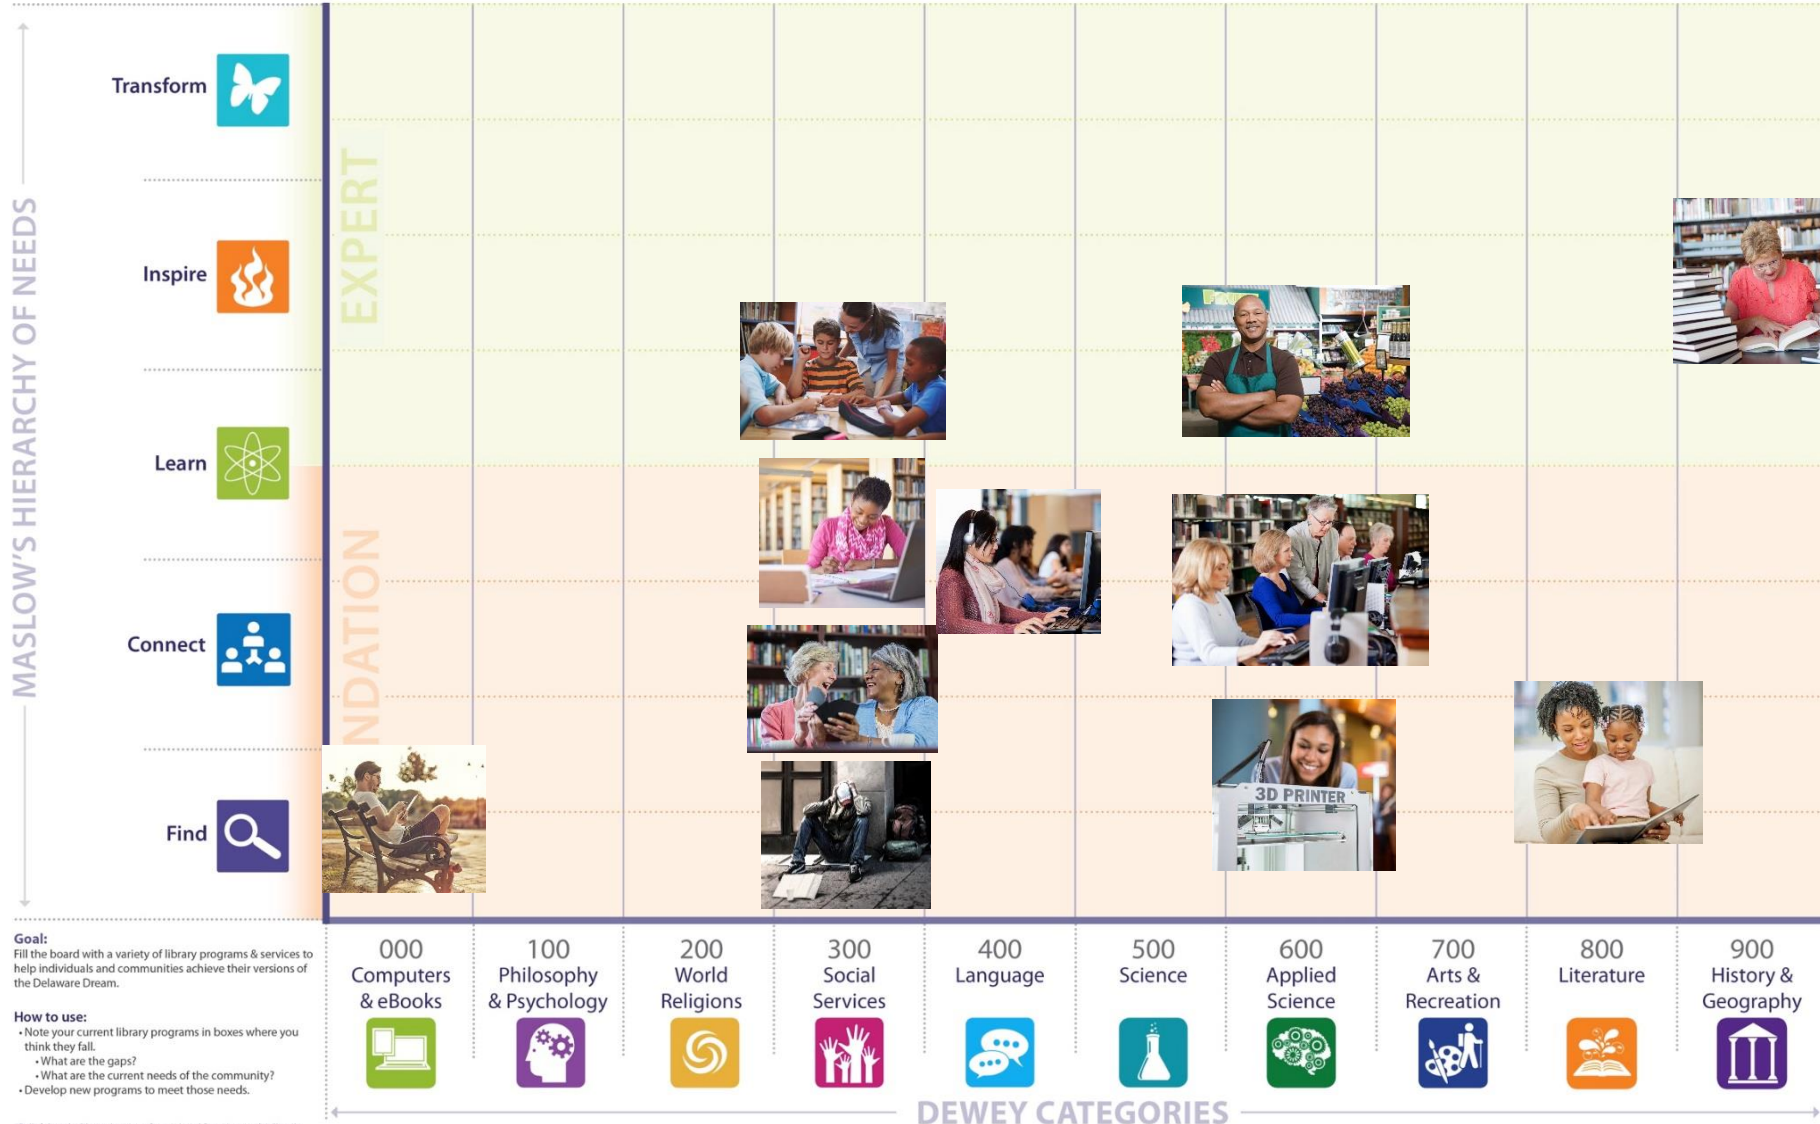 MASLOW'S HIERARCHY OF NEEDS
Transform
Inspire
Learn
Connect
Find
EXPERT
NDATION
3D PRINTER
Goal:
Fill the board with a variety of library programs & services to
help individuals and communities achieve their versions of
the Delaware Dream.
How to use:
• Note your current library programs in boxes where you
think they fall.
• What are the gaps?
• What are the current needs of the community?
• Develop new programs to meet those needs.
000
Computers
& eBooks
100
Philosophy
& Psychology
200
World
Religions
300
Social
Services
400
Language
500
Science
600
Applied
Science
700
Arts &
Recreation
800
Literature
900
History &
Geography
DEWEY CATEGORIES